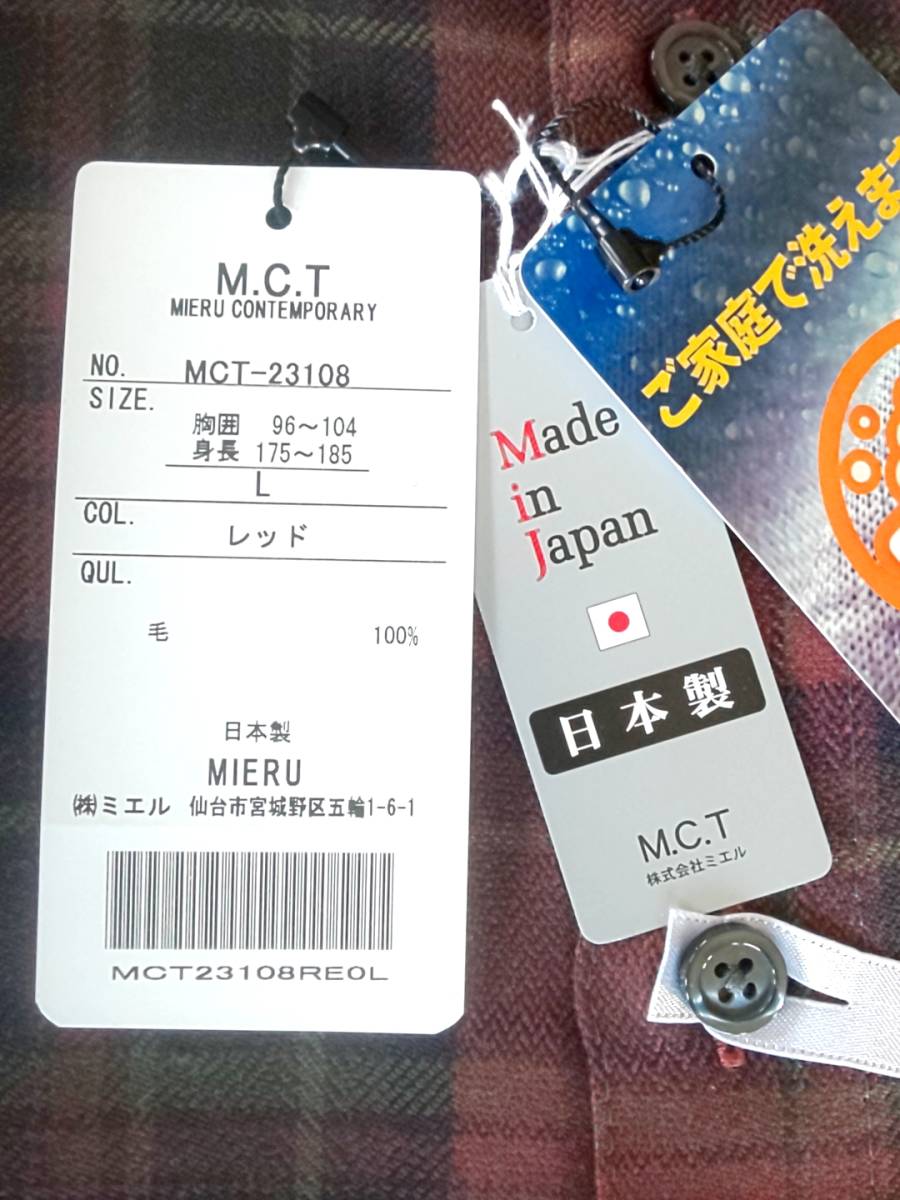 M.C.T
MIERU CONTEMPORARY
NO. MCT-23108
SIZE.
胸囲 96～104
身長 175～185
L
COL.
レッド
QUL.
毛 100%
日本製
MIERU
㈱ミエル 仙台市宮城野区五輪1-6-1
MCT23108RE0L
Made
in
Japan
日本製
M.C.T
株式会社ミエル
ご家庭で洗えます